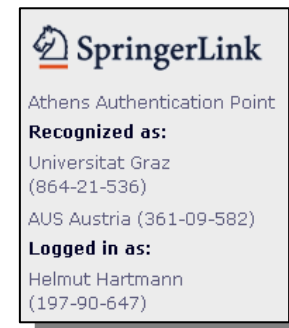 SpringerLink
Athens Authentication Point
Recognized as:
Universitat Graz
(864-21-536)
AUS Austria (361-09-582)
Logged in as:
Helmut Hartmann
(197-90-647)